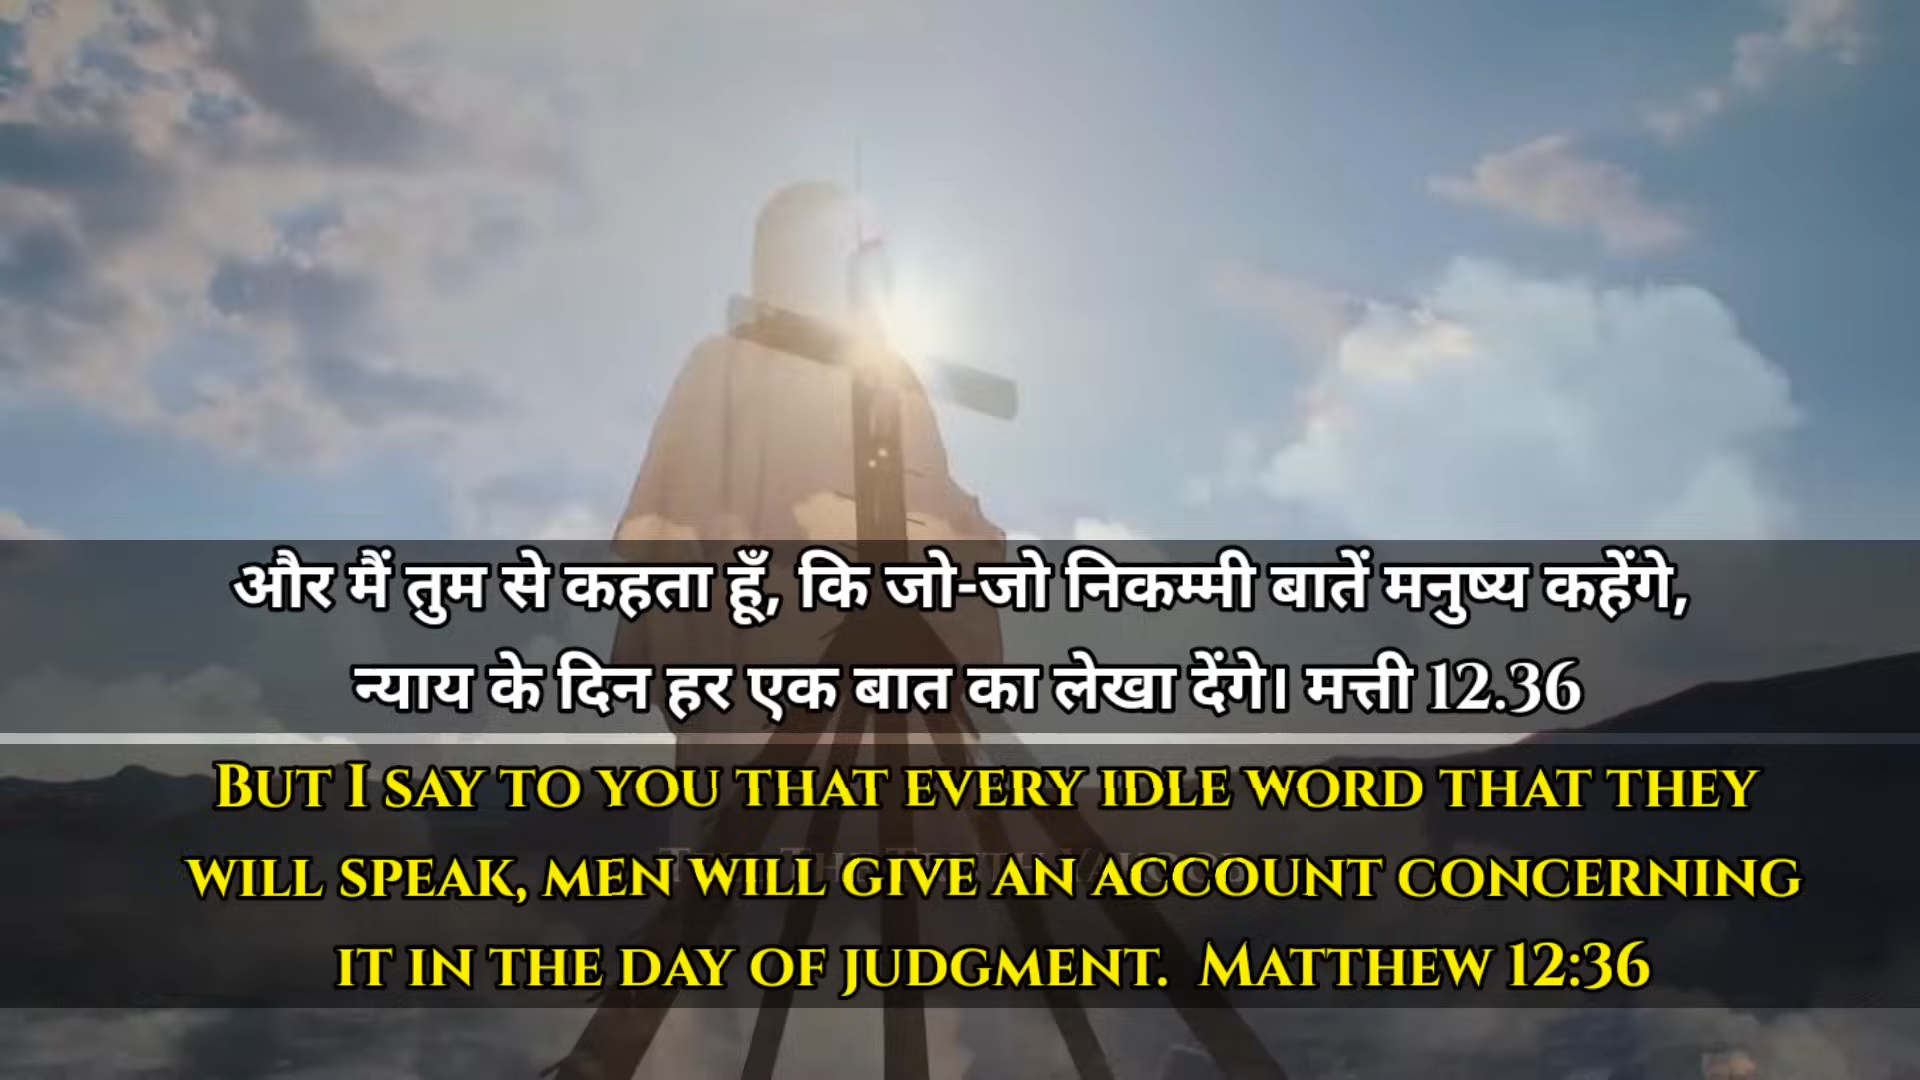 और मैं तुम से कहता हूँ, कि जो-जो निकम्मी बातें मनुष्य कहेंगे,
न्याय के दिन हर एक बात का लेखा देंगे। मत्ती 12.36
But I say to you that every idle word that they
will speak, men will give an account concerning
it in the day of judgment. Matthew 12:36